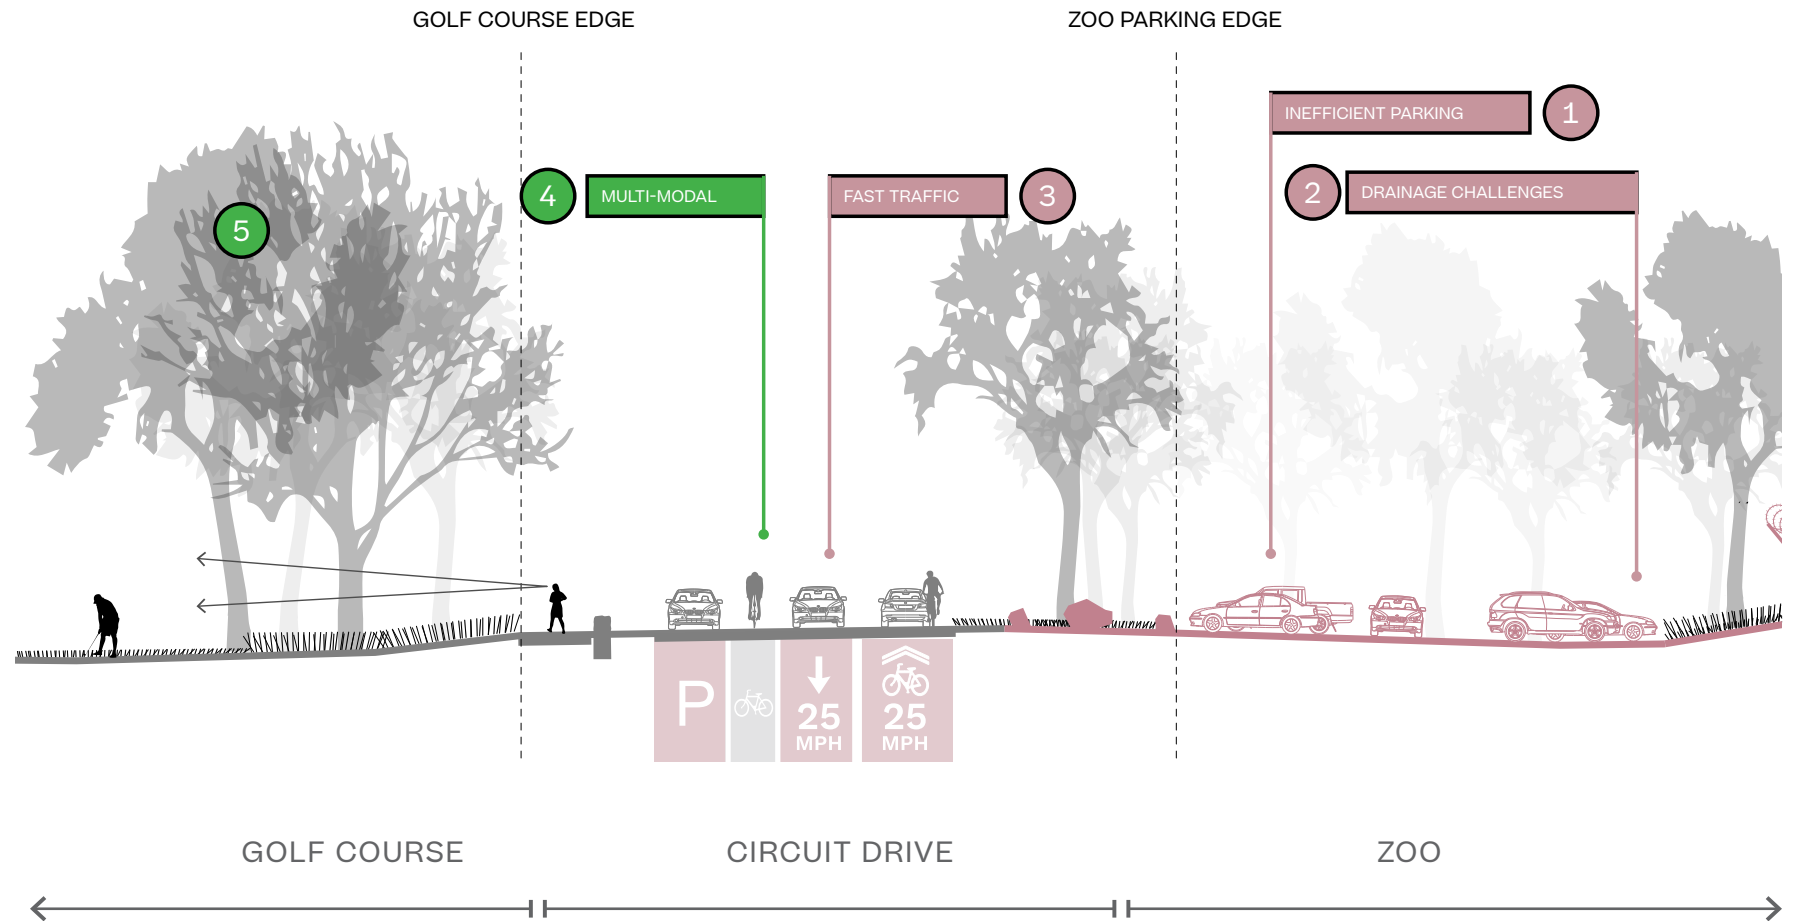 GOLF COURSE EDGE
ZOO PARKING EDGE
INEFFICIENT PARKING
1
5
4
MULTI-MODAL
FAST TRAFFIC
3
2
DRAINAGE CHALLENGES
P
25
MPH
25
MPH
GOLF COURSE
CIRCUIT DRIVE
ZOO